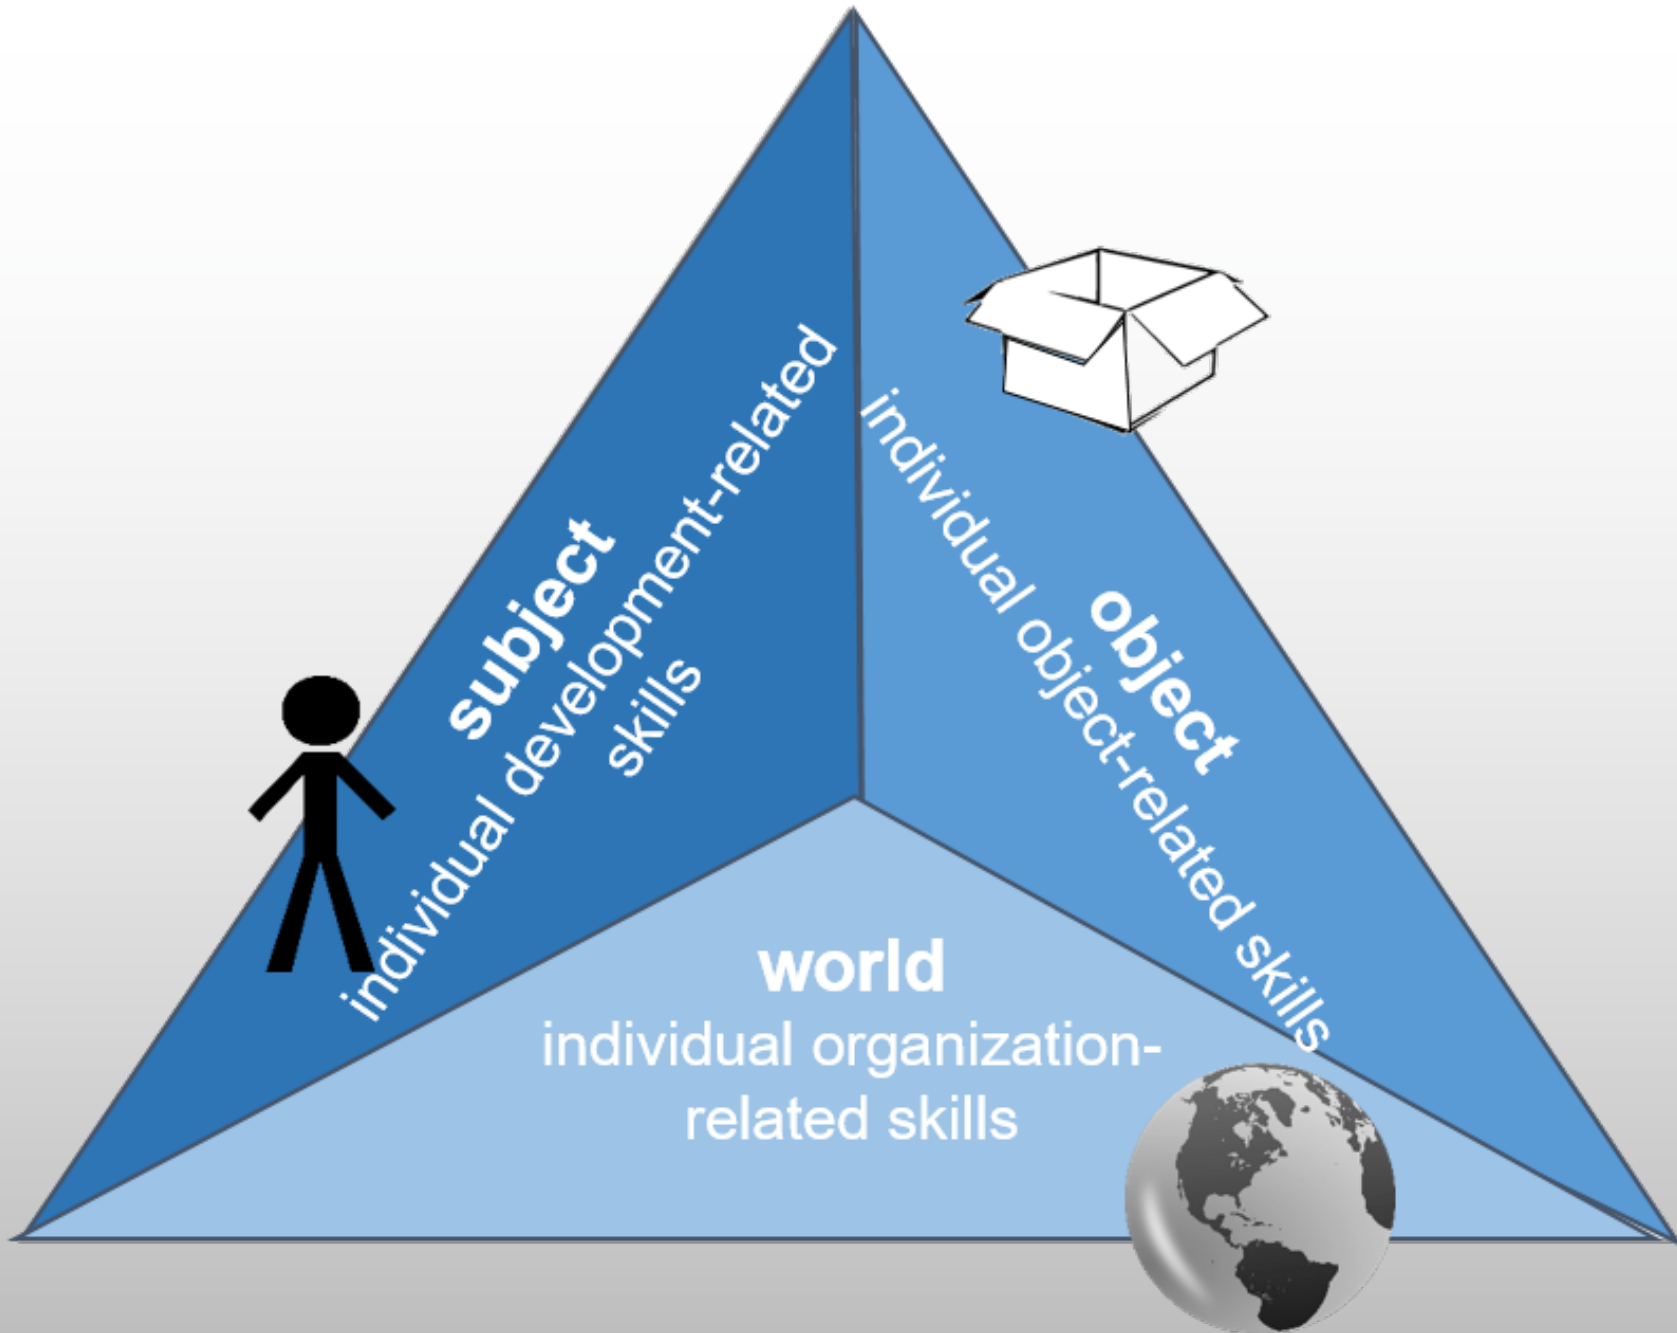 subject
individual development-related
skills
object
individual object-related skills
world
individual organization-
related skills